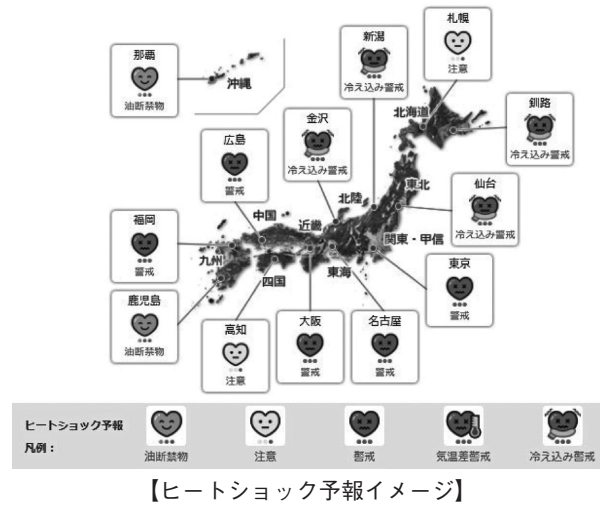 札幌
注意
新潟
冷え込み警戒
那覇
油断禁物
沖縄
北海道
釧路
冷え込み警戒
金沢
冷え込み警戒
広島
警戒
東北
仙台
冷え込み警戒
北陸
中国
近畿
関東・甲信
福岡
警戒
九州
四国
東海
東京
警戒
鹿児島
油断禁物
高知
注意
大阪
警戒
名古屋
警戒
ヒートショック予報
凡例：
油断禁物
注意
警戒
気温差警戒
冷え込み警戒
【ヒートショック予報イメージ】